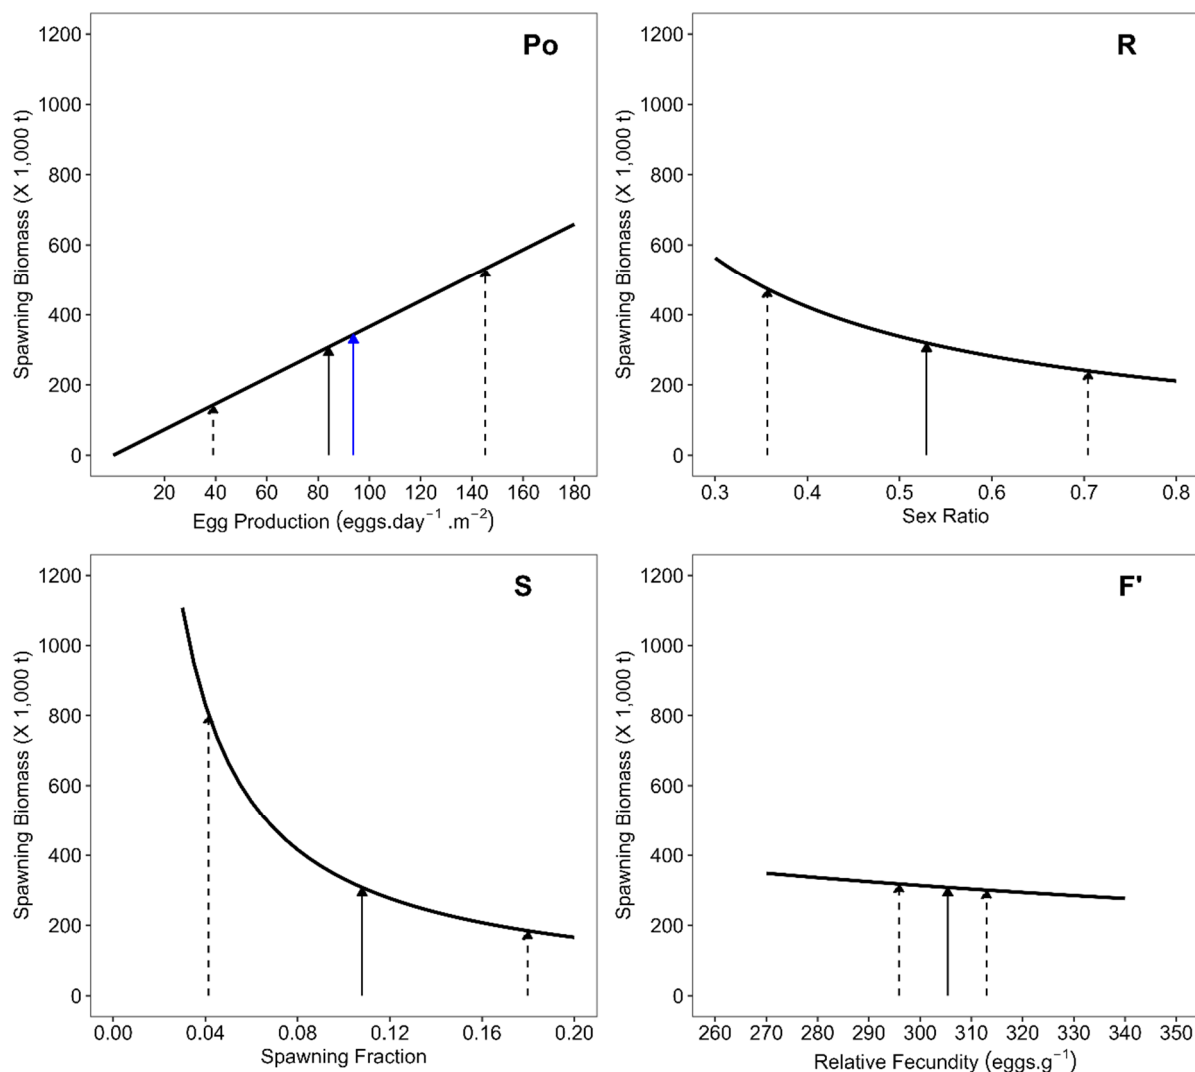 Po
Spawning Biomass (X 1,000 t)
1200
1000
800
600
400
200
0
20 40 60 80 100 120 140 160 180
Egg Production (eggs.day⁻¹ .m⁻²)
R
Spawning Biomass (X 1,000 t)
1200
1000
800
600
400
200
0
0.3 0.4 0.5 0.6 0.7 0.8
Sex Ratio
S
Spawning Biomass (X 1,000 t)
1200
1000
800
600
400
200
0
0.00 0.04 0.08 0.12 0.16 0.20
Spawning Fraction
F'
Spawning Biomass (X 1,000 t)
1200
1000
800
600
400
200
0
260 270 280 290 300 310 320 330 340 350
Relative Fecundity (eggs.g⁻¹)